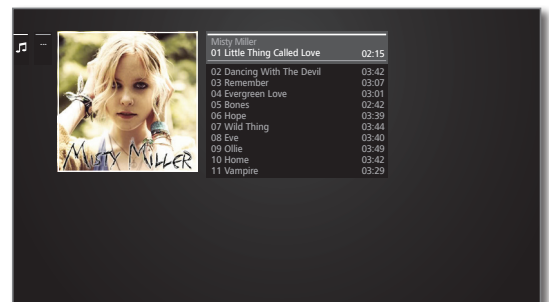 ...
MISTY MILLER
Misty Miller
01 Little Thing Called Love 02:15
02 Dancing With The Devil 03:42
03 Remember 03:07
04 Evergreen Love 03:01
05 Bones 02:42
06 Hope 03:39
07 Wild Thing 03:44
08 Eve 03:40
09 Ollie 03:49
10 Home 03:42
11 Vampire 03:29